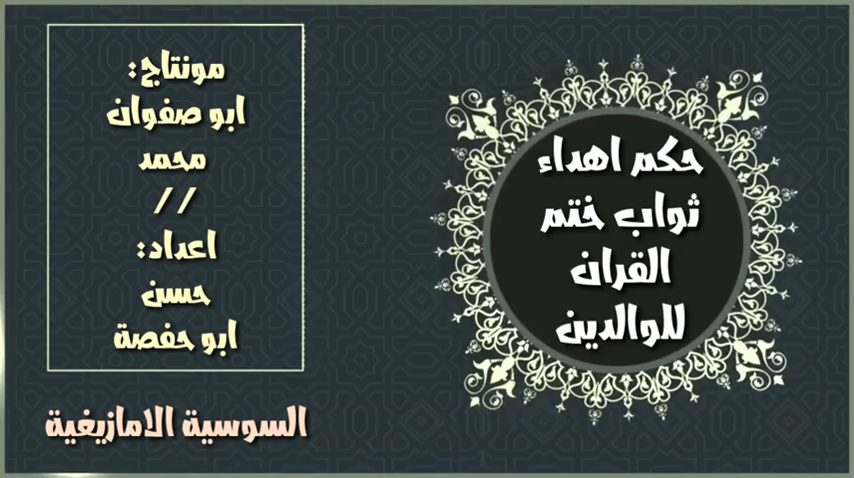 حكم اهداء
ثواب ختم
القران
للوالدين
مونتاج:
ابو صفوان
محمد
//
اعداد:
حسن
ابو حفصة
السوسية الامازيغية